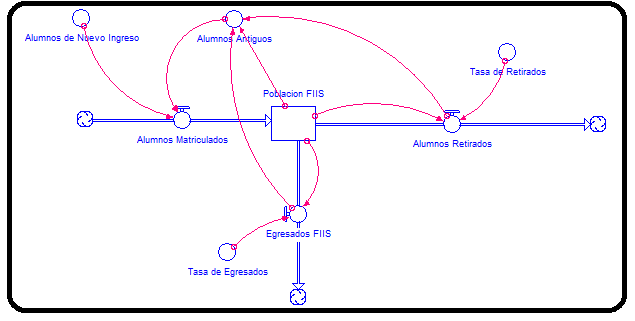 Alumnos de Nuevo Ingreso
Alumnos Antiguos
Tasa de Retirados
Poblacion FIIS
Alumnos Matriculados
Alumnos Retirados
Egresados FIIS
Tasa de Egresados